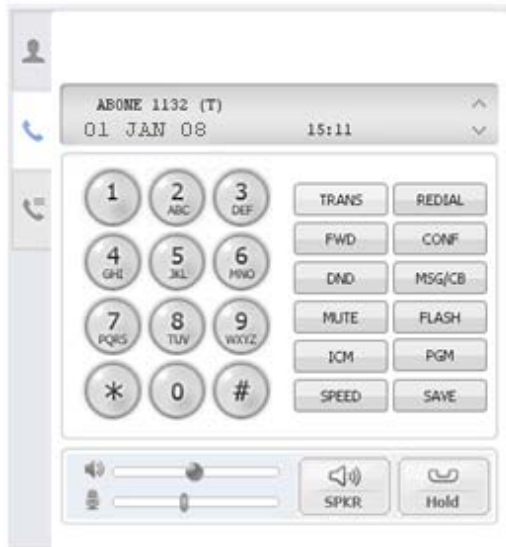 ABONE 1132 (T)
01 JAN 08 15:11
1 2 ABC 3 DEF
TRANS REDIAL
FWD CONF
4 GHI 5 JKL 6 MNO
DND MSG/CB
7 PQRS 8 TUV 9 WXYZ
MUTE FLASH
ICM PGM
* 0 #
SPEED SAVE
SPKR Hold